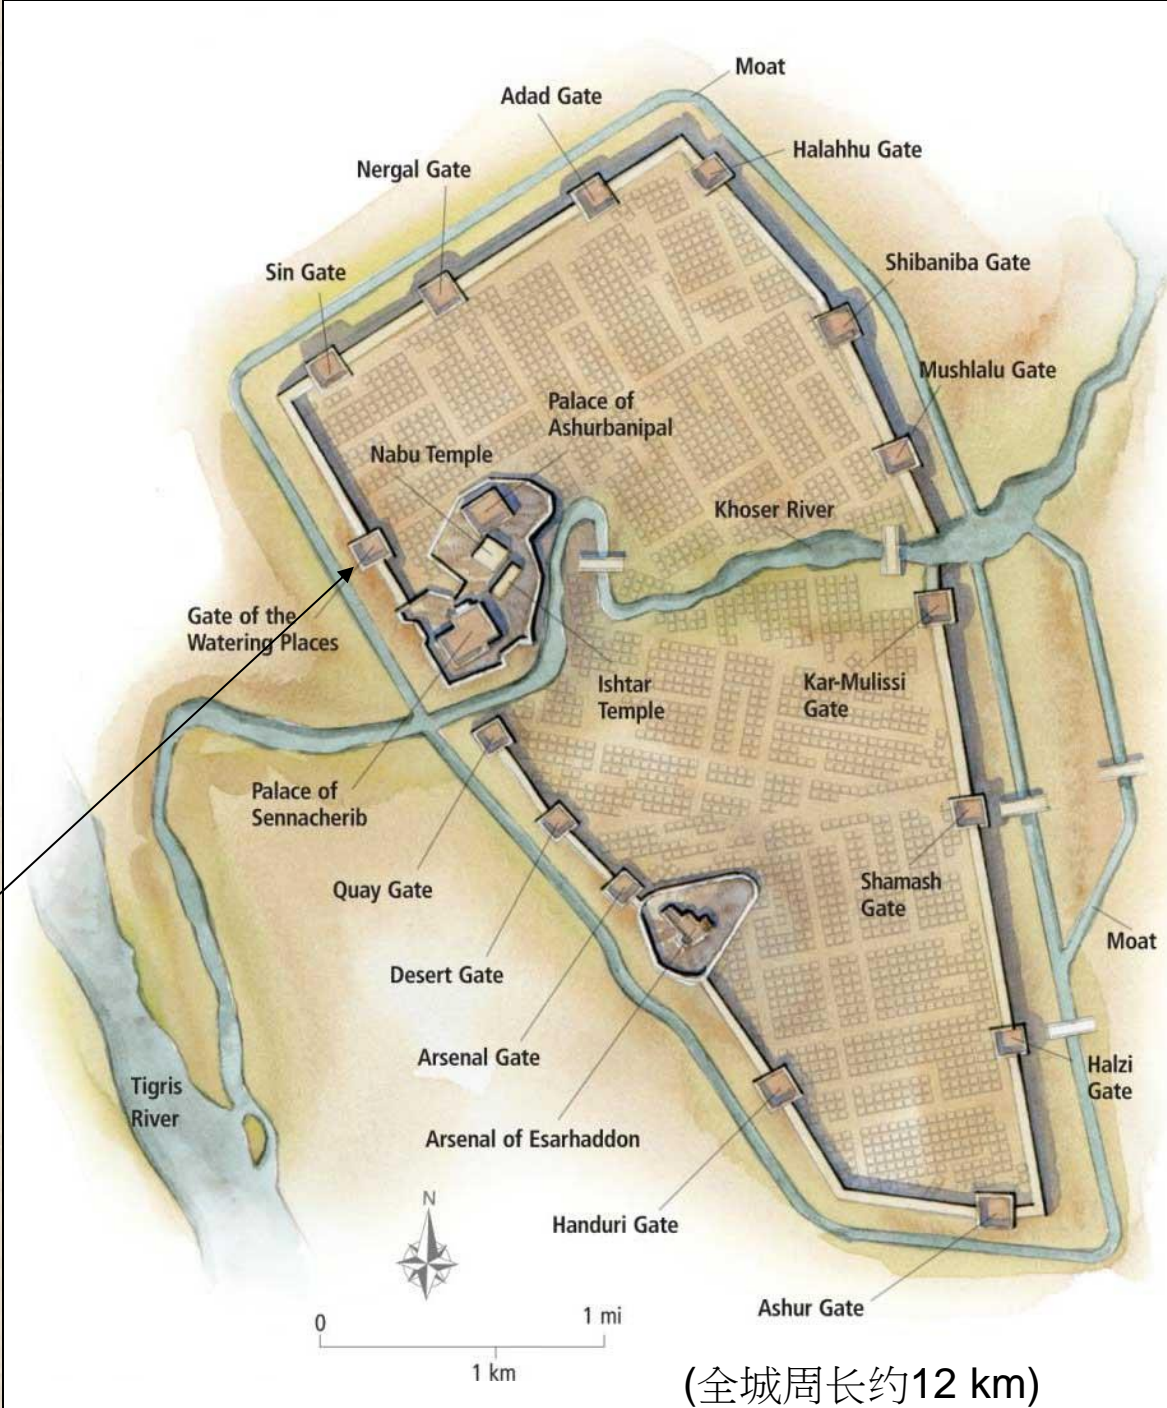 Moat
Adad Gate
Halahhu Gate
Nergal Gate
Shibaniba Gate
Sin Gate
Mushlalu Gate
Palace of
Ashurbanipal
Nabu Temple
Khoser River
Gate of the
Watering Places
Ishtar
Temple
Kar-Mulissi
Gate
Palace of
Sennacherib
Quay Gate
Shamash
Gate
Moat
Desert Gate
Arsenal Gate
Halzi
Gate
Tigris
River
Arsenal of Esarhaddon
N
Handuri Gate
Ashur Gate
0
1 mi
1 km
(全城周长约12 km)